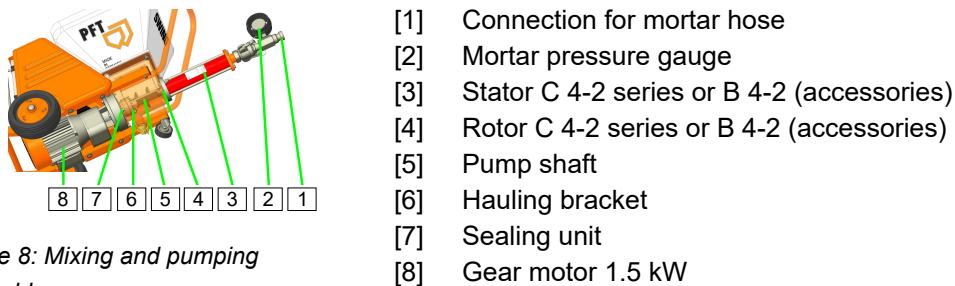 PFT
[1] Connection for mortar hose
[2] Mortar pressure gauge
[3] Stator C 4-2 series or B 4-2 (accessories)
[4] Rotor C 4-2 series or B 4-2 (accessories)
[5] Pump shaft
[6] Hauling bracket
[7] Sealing unit
[8] Gear motor 1.5 kW
8 7 6 5 4 3 2 1
e 8: Mixing and pumping